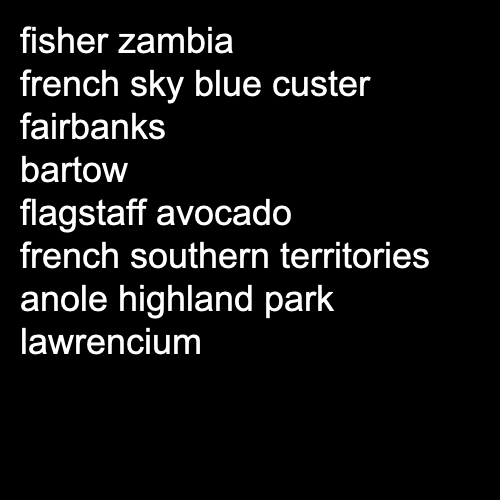 fisher zambia
french sky blue custer
fairbanks
bartow
flagstaff avocado
french southern territories
anole highland park
lawrencium